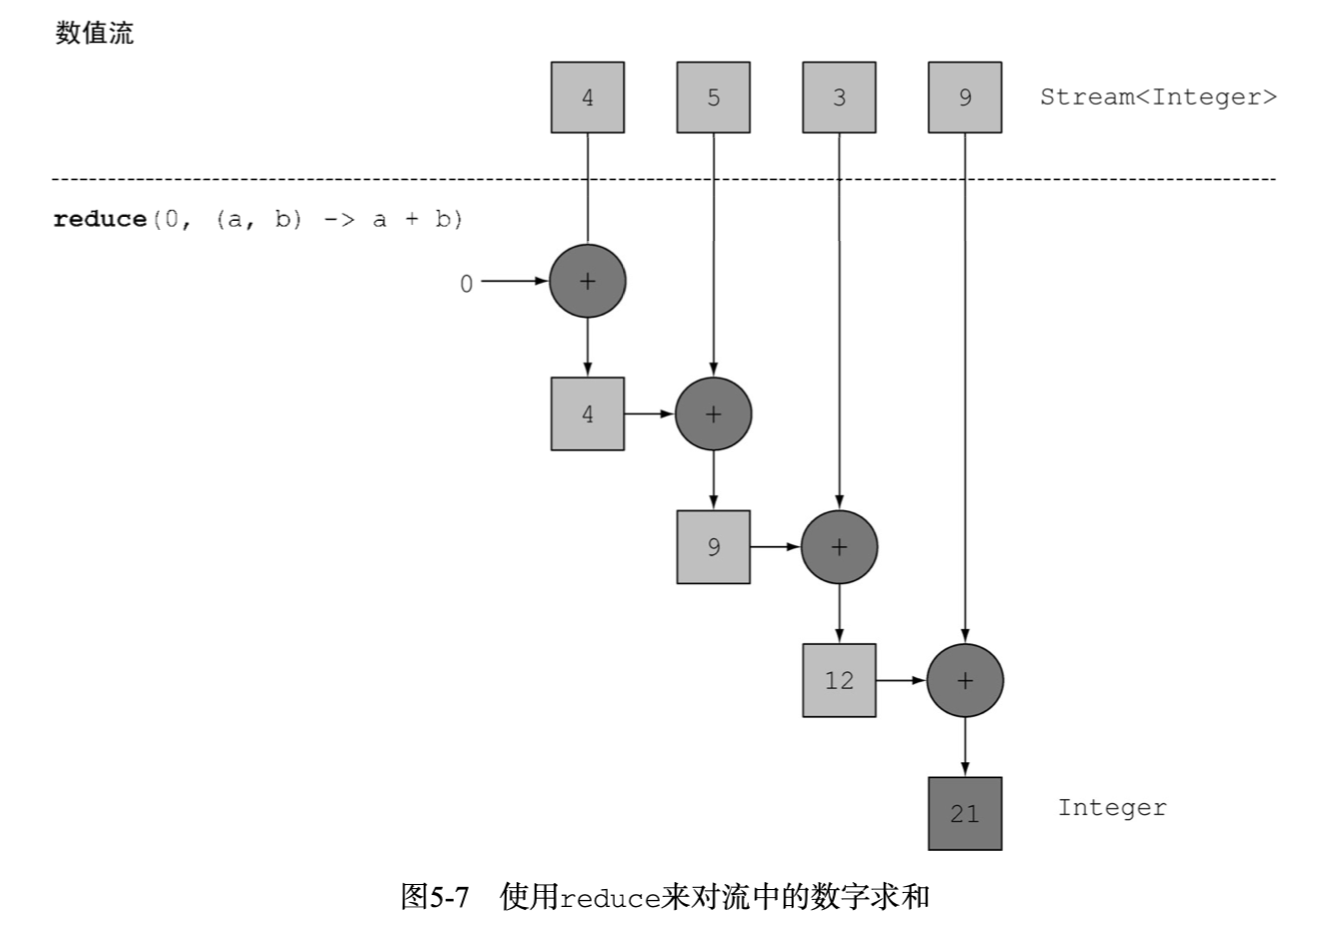 数值流
4 5 3 9 Stream<Integer>
reduce(0, (a, b) -> a + b)
0 +
4 +
9 +
12 +
21 Integer
图5-7 使用reduce来对流中的数字求和